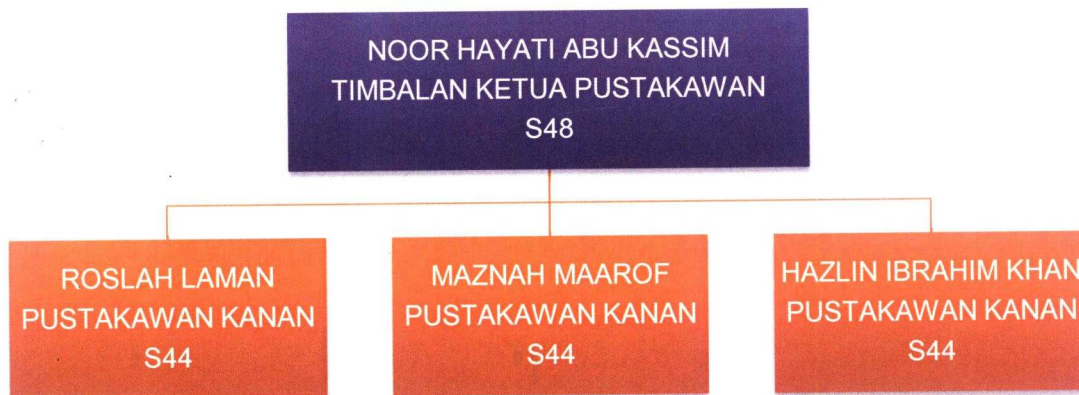 NOOR HAYATI ABU KASSIM
TIMBALAN KETUA PUSTAKAWAN
S48
ROSLAH LAMAN
PUSTAKAWAN KANAN
S44
MAZNAH MAAROF
PUSTAKAWAN KANAN
S44
HAZLIN IBRAHIM KHAN
PUSTAKAWAN KANAN
S44